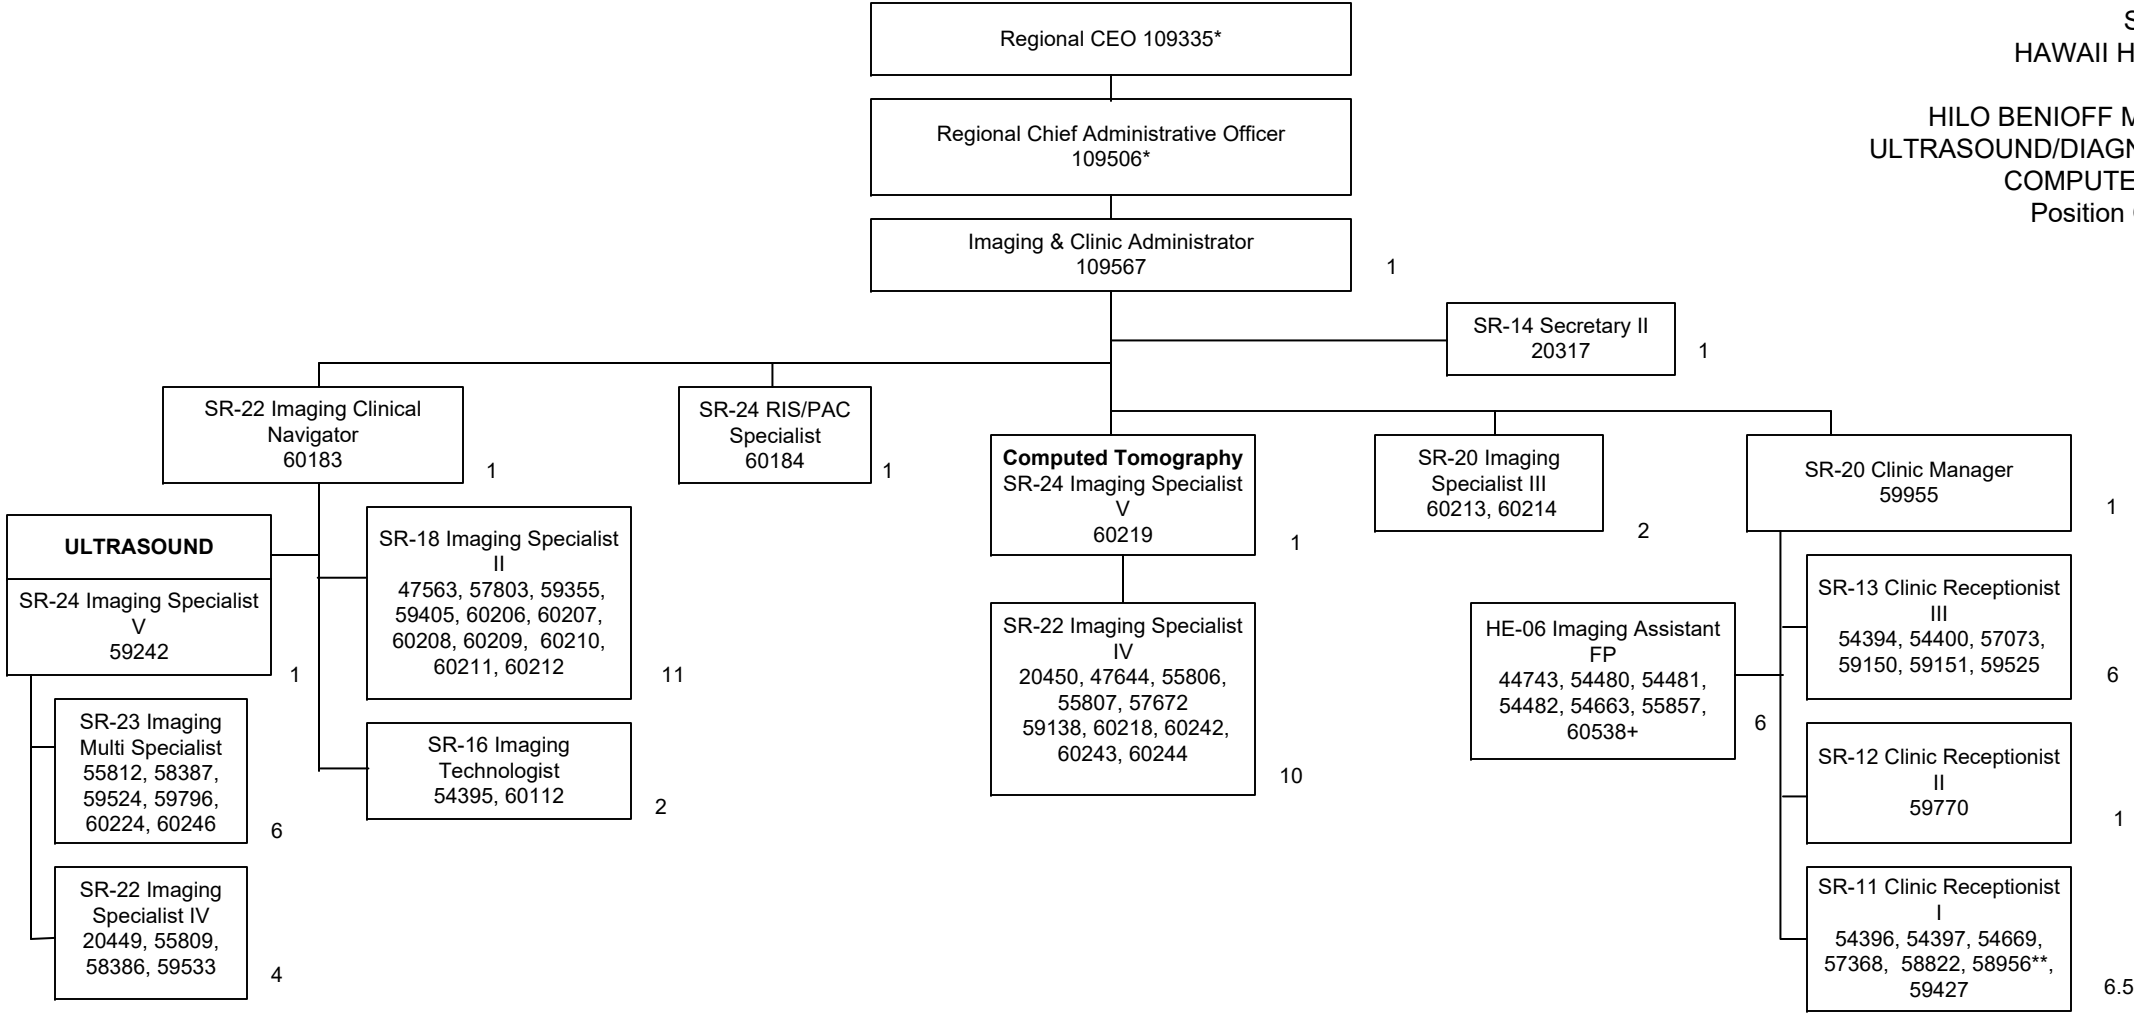 Regional CEO 109335*
S
HAWAII H
HILO BENIOFF M
ULTRASOUND/DIAGN
COMPUTE
Position
Regional Chief Administrative Officer
109506*
Imaging & Clinic Administrator
109567
1
SR-14 Secretary II
20317
1
SR-22 Imaging Clinical
Navigator
60183
1
SR-24 RIS/PAC
Specialist
60184
1
Computed Tomography
SR-24 Imaging Specialist
V
60219
1
SR-20 Imaging
Specialist III
60213, 60214
2
SR-20 Clinic Manager
59955
1
ULTRASOUND
SR-24 Imaging Specialist
V
59242
1
SR-18 Imaging Specialist
II
47563, 57803, 59355,
59405, 60206, 60207,
60208, 60209, 60210,
60211, 60212
11
SR-22 Imaging Specialist
IV
20450, 47644, 55806,
55807, 57672
59138, 60218, 60242,
60243, 60244
10
HE-06 Imaging Assistant
FP
44743, 54480, 54481,
54482, 54663, 55857,
60538+
6
SR-13 Clinic Receptionist
III
54394, 54400, 57073,
59150, 59151, 59525
6
SR-23 Imaging
Multi Specialist
55812, 58387,
59524, 59796,
60224, 60246
6
SR-16 Imaging
Technologist
54395, 60112
2
SR-12 Clinic Receptionist
II
59770
1
SR-22 Imaging
Specialist IV
20449, 55809,
58386, 59533
4
SR-11 Clinic Receptionist
I
54396, 54397, 54669,
57368, 58822, 58956**,
59427
6.5